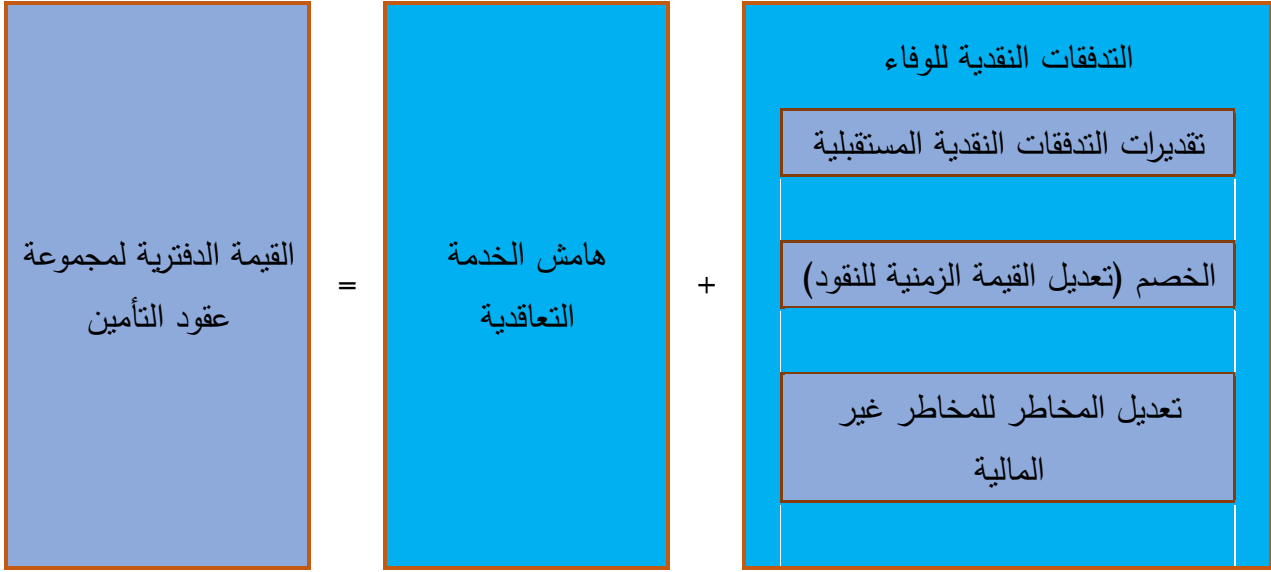 التدفقات النقدية للوفاء
تقديرات التدفقات النقدية المستقبلية
الخصم (تعديل القيمة الزمنية للنقود)
تعديل المخاطر للمخاطر غير
المالية
+
هامش الخدمة
التعاقدية
=
القيمة الدفترية لمجموعة
عقود التأمين